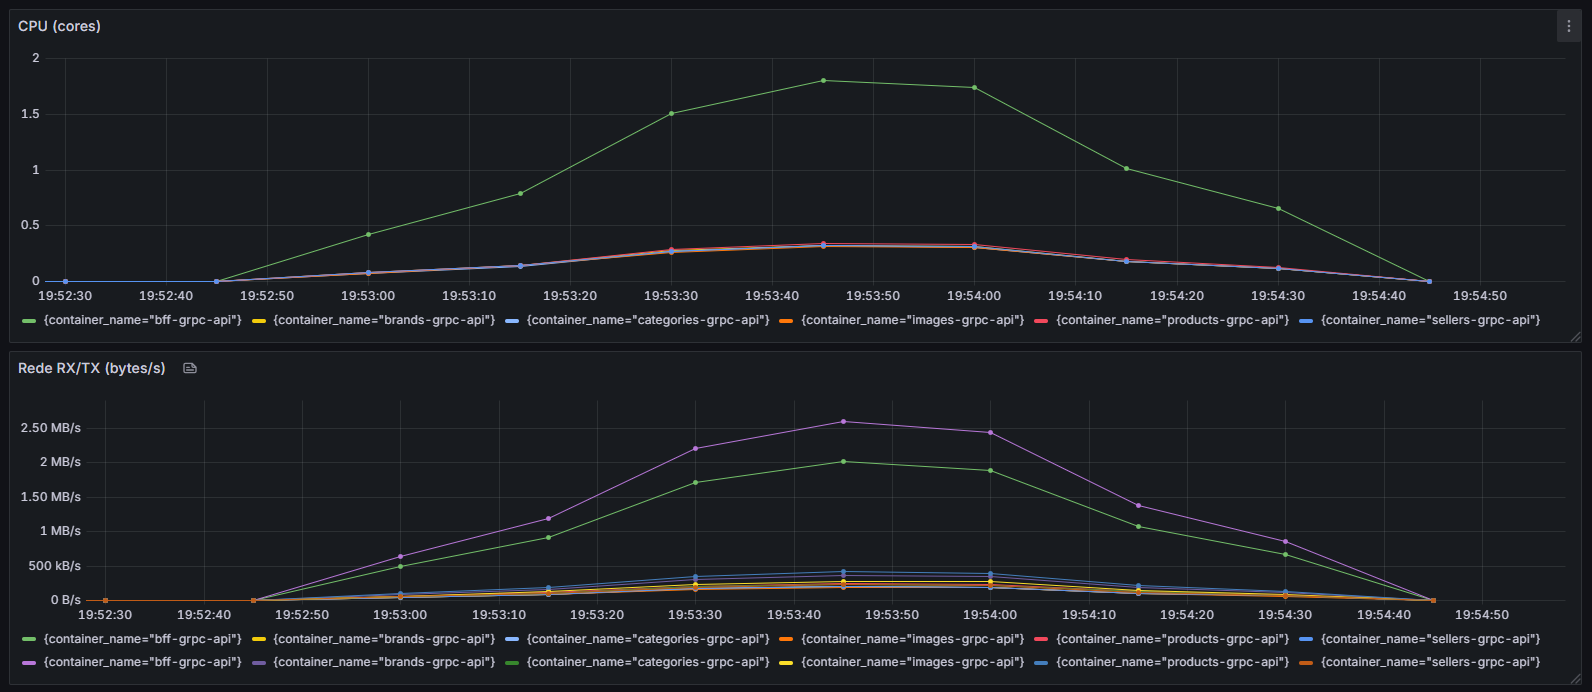 CPU (cores)
2
1.5
1
0.5
0
19:52:30 19:52:40 19:52:50 19:53:00 19:53:10 19:53:20 19:53:30 19:53:40 19:53:50 19:54:00 19:54:10 19:54:20 19:54:30 19:54:40 19:54:50
{container_name="bff-grpc-api"} {container_name="brands-grpc-api"} {container_name="categories-grpc-api"} {container_name="images-grpc-api"} {container_name="products-grpc-api"} {container_name="sellers-grpc-api"}
Rede RX/TX (bytes/s)
2.50 MB/s
2 MB/s
1.50 MB/s
1 MB/s
500 kB/s
0 B/s
19:52:30 19:52:40 19:52:50 19:53:00 19:53:10 19:53:20 19:53:30 19:53:40 19:53:50 19:54:00 19:54:10 19:54:20 19:54:30 19:54:40 19:54:50
{container_name="bff-grpc-api"} {container_name="brands-grpc-api"} {container_name="categories-grpc-api"} {container_name="images-grpc-api"} {container_name="products-grpc-api"} {container_name="sellers-grpc-api"}
{container_name="bff-grpc-api"} {container_name="brands-grpc-api"} {container_name="categories-grpc-api"} {container_name="images-grpc-api"} {container_name="products-grpc-api"} {container_name="sellers-grpc-api"}